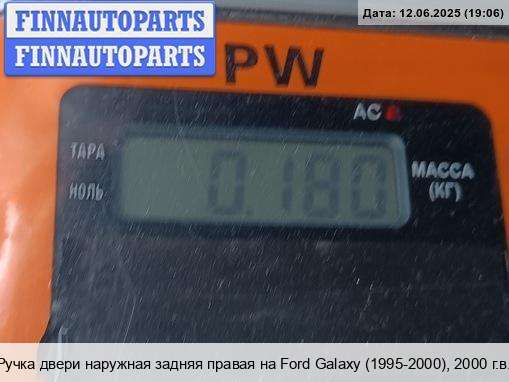 Дата: 12.06.2025 (19:06)
FINNAUTOPARTS
FINNAUTOPARTS
PW
AC
ТАРА
НОЛЬ
0.180
МАССА
(КГ)
Ручка двери наружная задняя правая на Ford Galaxy (1995-2000), 2000 г.в.